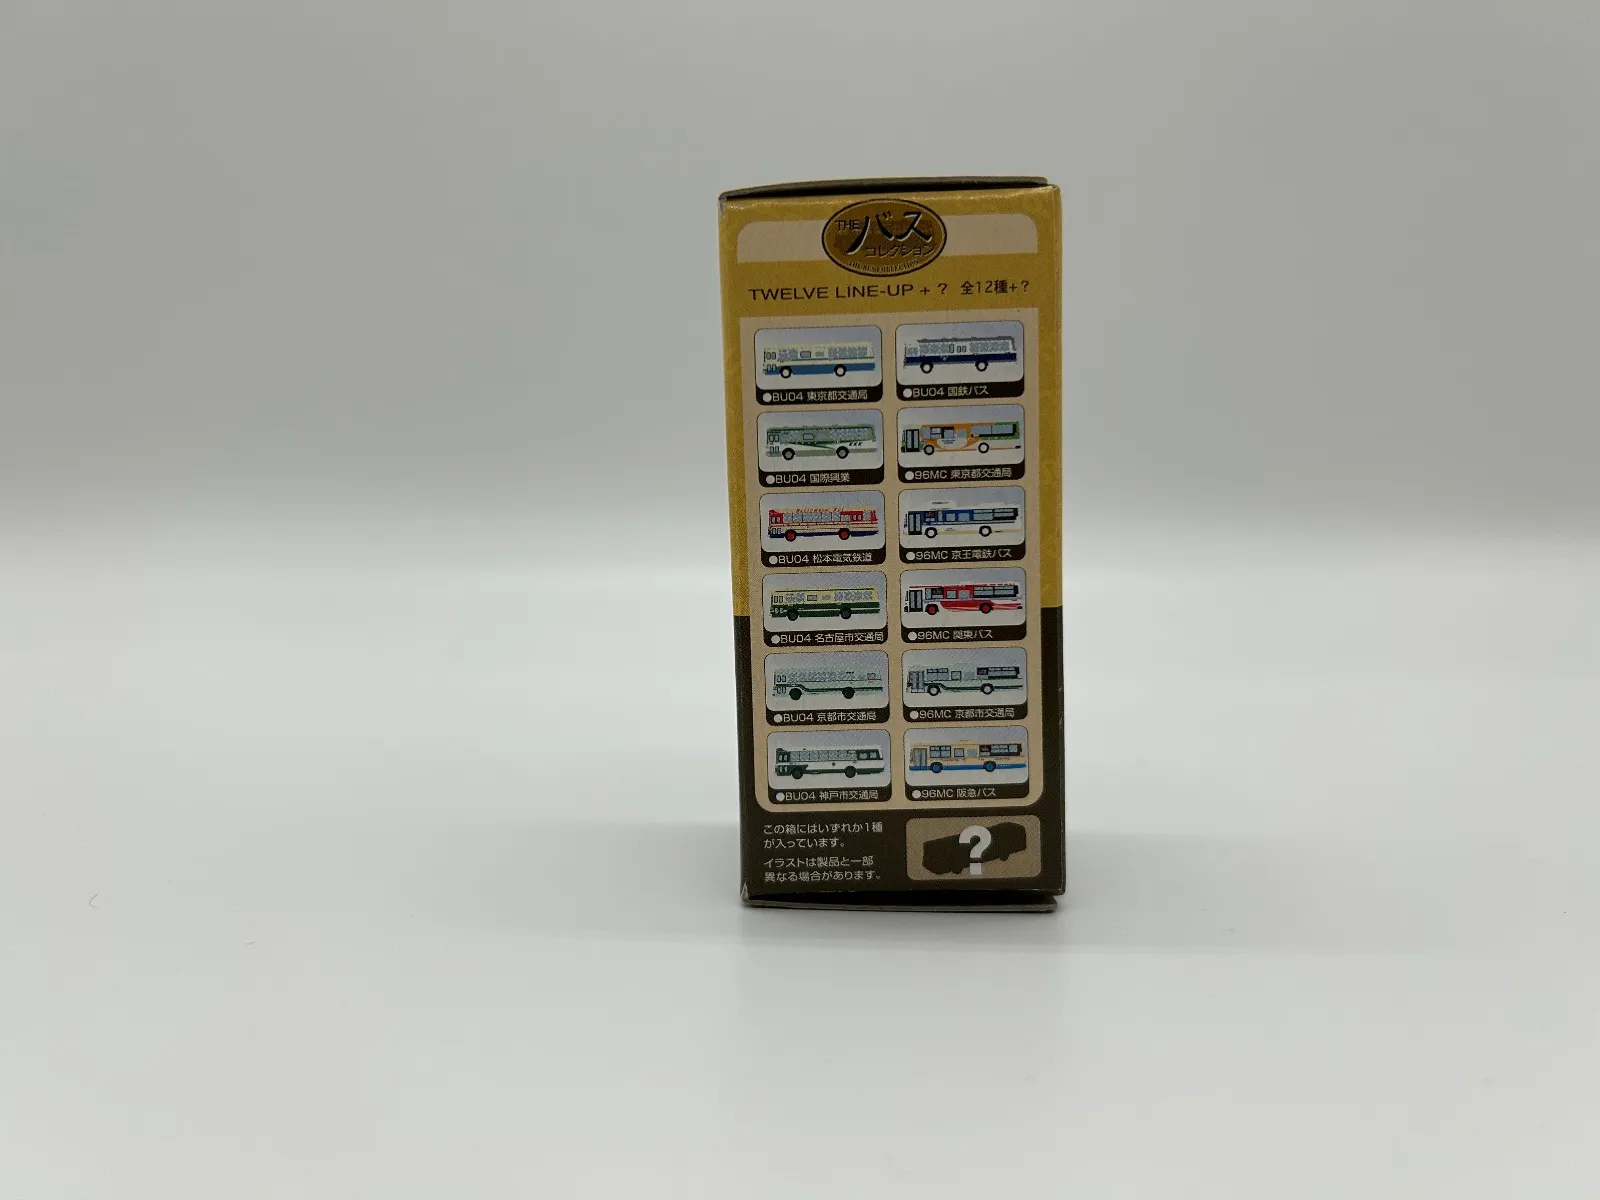 THE バス
コレクション
THE BUS COLLECTION
TWELVE LINE-UP + ? 全12種+?
●BU04 東京都交通局
●BU04 国鉄バス
●BU04 国際興業
●96MC 東京都交通局
●BU04 松本電気鉄道
●96MC 京王電鉄バス
●BU04 名古屋市交通局
●96MC 関東バス
●BU04 京都市交通局
●96MC 京都市交通局
●BU04 神戸市交通局
●96MC 阪急バス
この箱にはいずれか1種
が入っています。
イラストは製品と一部
異なる場合があります。
?